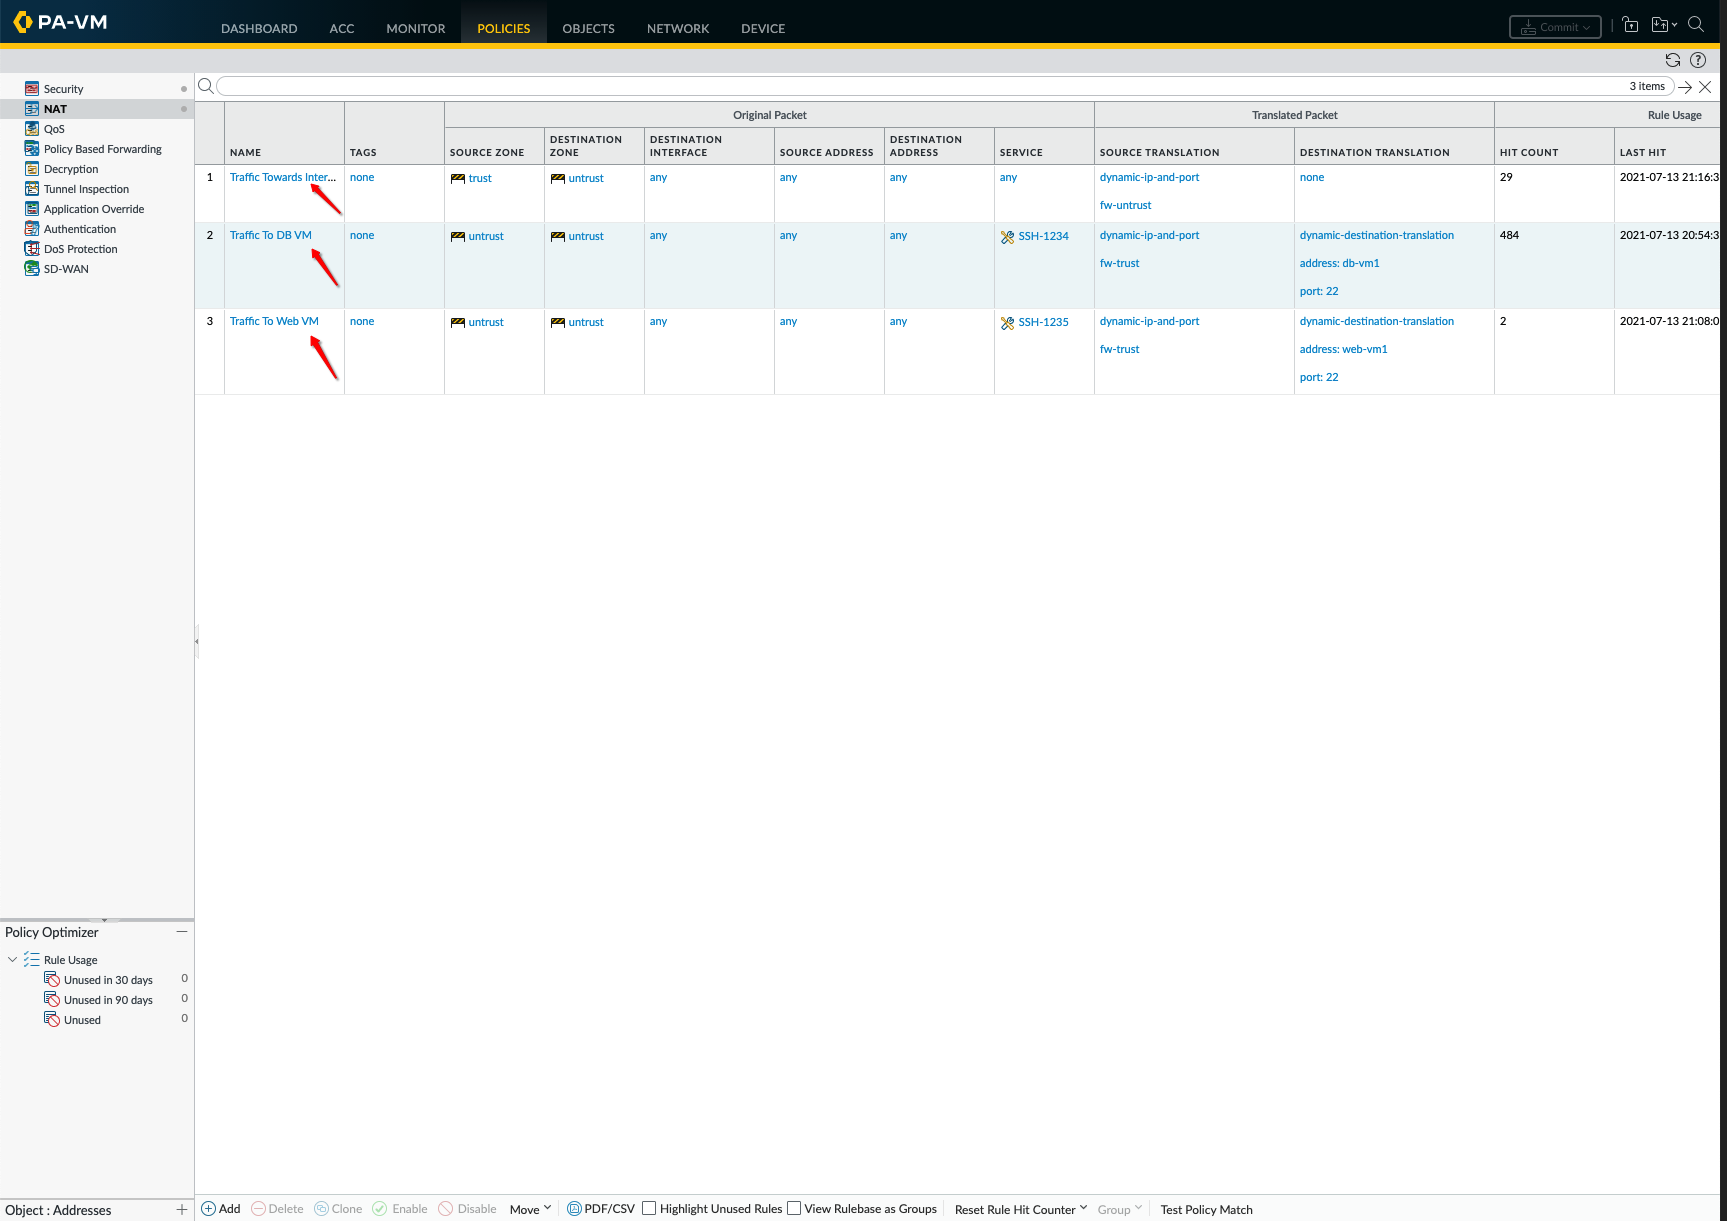 PA-VM
DASHBOARD ACC MONITOR POLICIES OBJECTS NETWORK DEVICE Commit
3 items
Security
NAT
QoS
Policy Based Forwarding
Decryption
Tunnel Inspection
Application Override
Authentication
DoS Protection
SD-WAN
Original Packet Translated Packet Rule Usage
NAME TAGS SOURCE ZONE DESTINATION ZONE DESTINATION INTERFACE SOURCE ADDRESS DESTINATION ADDRESS SERVICE SOURCE TRANSLATION DESTINATION TRANSLATION HIT COUNT LAST HIT
1 Traffic Towards Inter... none trust untrust any any any any dynamic-ip-and-port none 29 2021-07-13 21:16:3
fw-untrust
2 Traffic To DB VM none untrust untrust any any any SSH-1234 dynamic-ip-and-port dynamic-destination-translation 484 2021-07-13 20:54:3
fw-trust address: db-vm1
port: 22
3 Traffic To Web VM none untrust untrust any any any SSH-1235 dynamic-ip-and-port dynamic-destination-translation 2 2021-07-13 21:08:0
fw-trust address: web-vm1
port: 22
Policy Optimizer
Rule Usage
Unused in 30 days 0
Unused in 90 days 0
Unused 0
Object : Addresses
Add Delete Clone Enable Disable Move PDF/CSV Highlight Unused Rules View Rulebase as Groups Reset Rule Hit Counter Group Test Policy Match